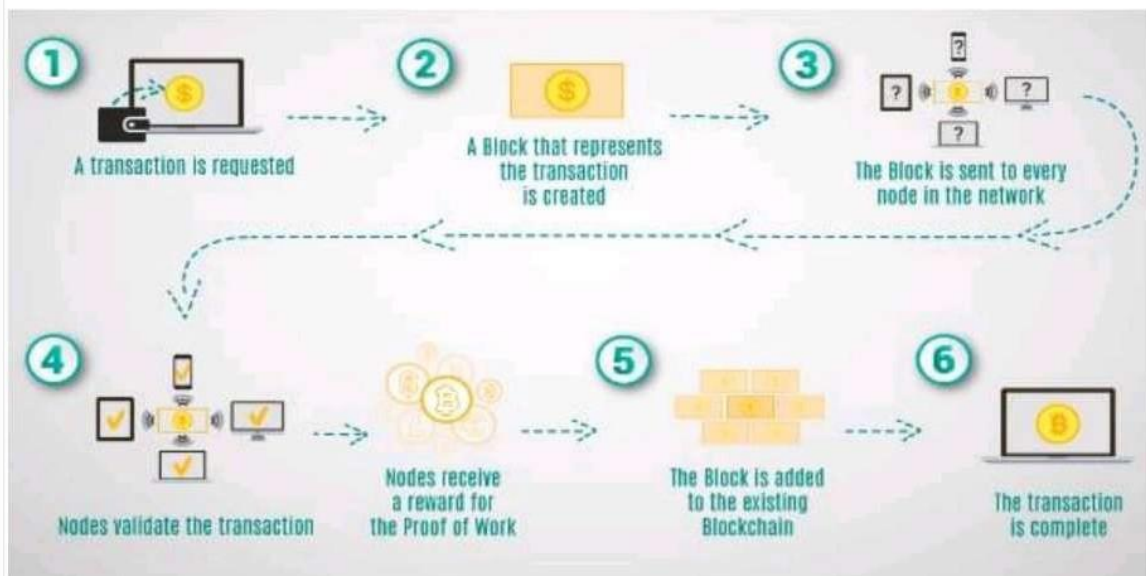 1
A transaction is requested
2
A Block that represents
the transaction
is created
3
The Block is sent to every
node in the network
4
Nodes validate the transaction
Nodes receive
a reward for
the Proof of Work
5
The Block is added
to the existing
Blockchain
6
The transaction
is complete